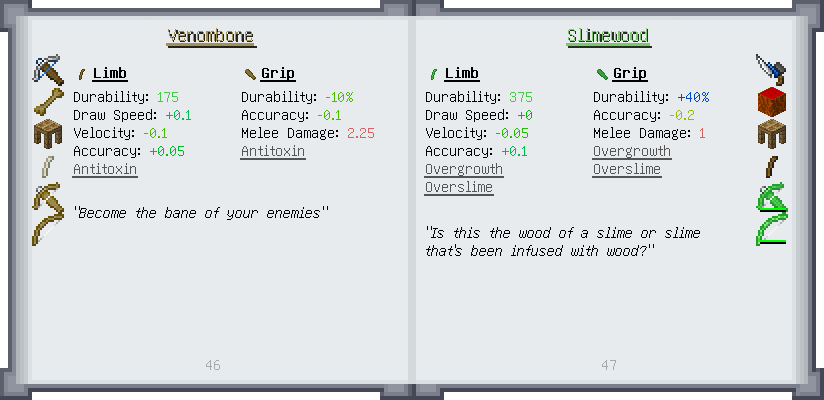 Venombone
Limb
Durability: 175
Draw Speed: +0.1
Velocity: -0.1
Accuracy: +0.05
Antitoxin
Grip
Durability: -10%
Accuracy: -0.1
Melee Damage: 2.25
Antitoxin
"Become the bane of your enemies"
46
Slimewood
Limb
Durability: 375
Draw Speed: +0
Velocity: -0.05
Accuracy: +0.1
Overgrowth
Overslime
Grip
Durability: +40%
Accuracy: -0.2
Melee Damage: 1
Overgrowth
Overslime
"Is this the wood of a slime or slime
that's been infused with wood?"
47